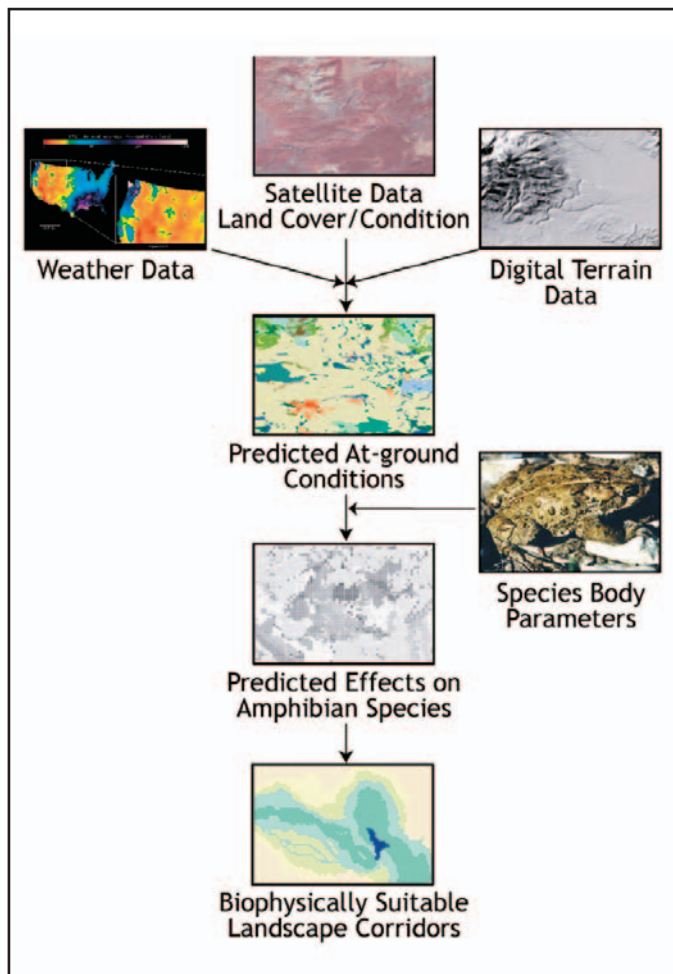 Satellite Data
Land Cover/Condition
Weather Data
Digital Terrain
Data
Predicted At-ground
Conditions
Species Body
Parameters
Predicted Effects on
Amphibian Species
Biophysically Suitable
Landscape Corridors